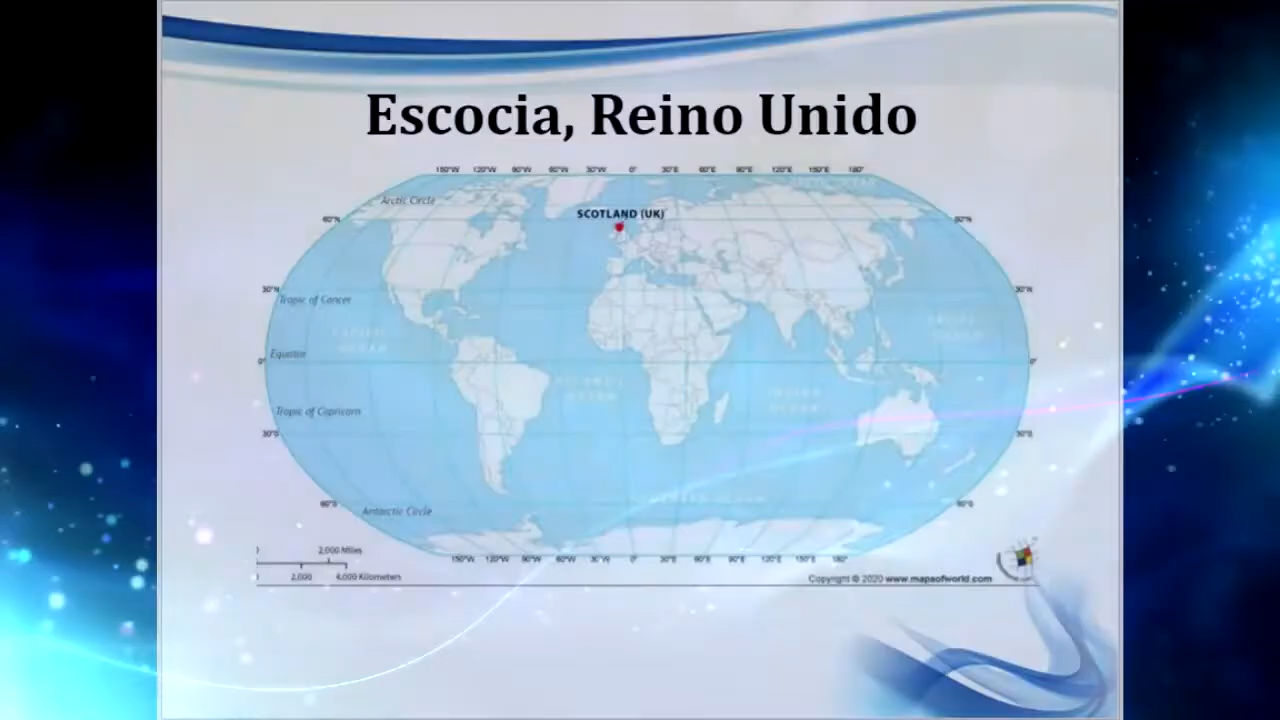 Escocia, Reino Unido
150°W 120°W 90°W 60°W 30°W 0° 30°E 60°E 90°E 120°E 150°E 180°
Arctic Circle
60°N
SCOTLAND (UK)
60°N
30°N
30°N
Tropic of Cancer
Equator
0°
0°
Tropic of Capricorn
30°S
30°S
60°S
60°S
Antarctic Circle
150°W 120°W 90°W 60°W 30°W 0° 30°E 60°E 90°E 120°E 150°E 180°
2,000 Miles
2,000 4,000 Kilometers
Copyright © 2020 www.mapsofworld.com